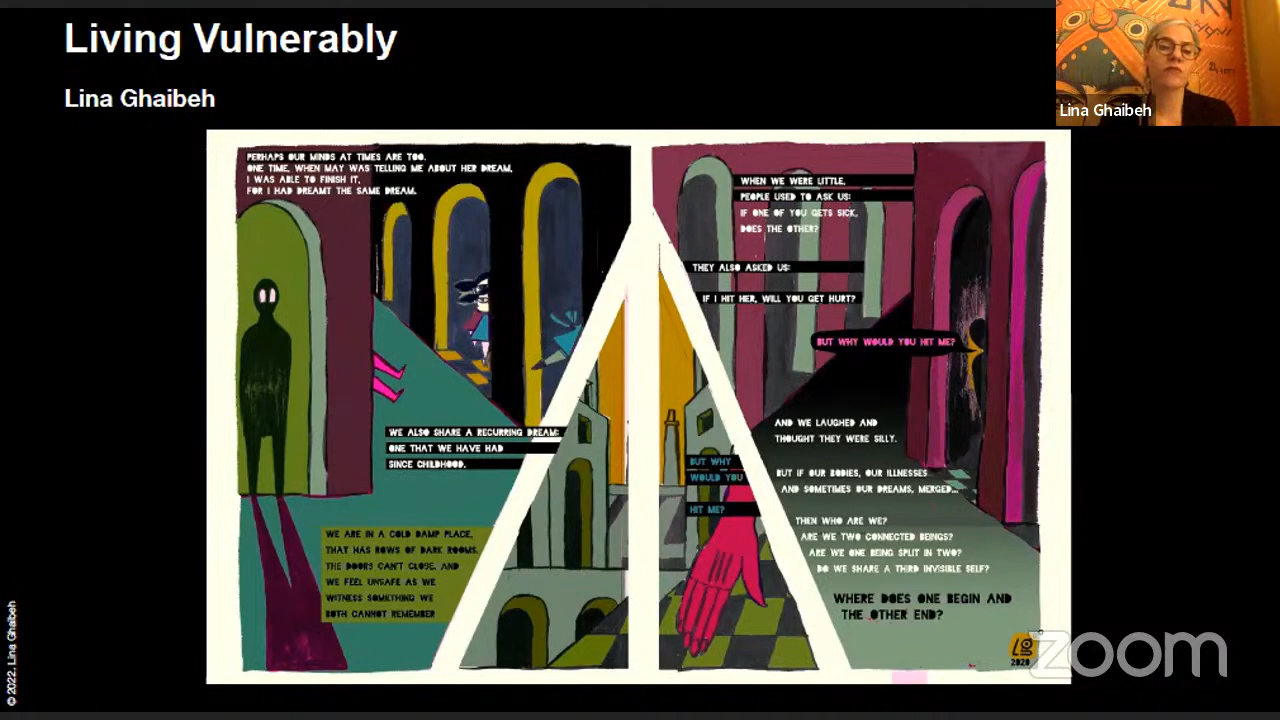 Living Vulnerably
Lina Ghaibeh
Lina Ghaibeh
PERHAPS OUR MINDS AT TIMES ARE TOO.
ONE TIME, WHEN MAY WAS TELLING ME ABOUT HER DREAM,
I WAS ABLE TO FINISH IT,
FOR I HAD DREAMT THE SAME DREAM.
WE ALSO SHARE A RECURRING DREAM:
ONE THAT WE HAVE HAD
SINCE CHILDHOOD.
WE ARE IN A COLD DAMP PLACE,
THAT HAS ROWS OF DARK ROOMS.
THE DOORS CAN'T CLOSE, AND
WE FEEL UNSAFE AS WE
WITNESS SOMETHING WE
BOTH CANNOT REMEMBER
WHEN WE WERE LITTLE,
PEOPLE USED TO ASK US:
IF ONE OF YOU GETS SICK,
DOES THE OTHER?
THEY ALSO ASKED US:
IF I HIT HER, WILL YOU GET HURT?
BUT WHY WOULD YOU HIT ME?
BUT WHY
WOULD YOU
HIT ME?
AND WE LAUGHED AND
THOUGHT THEY WERE SILLY.
BUT IF OUR BODIES, OUR ILLNESSES
AND SOMETIMES OUR DREAMS, MERGED...
THEN WHO ARE WE?
ARE WE TWO CONNECTED BEINGS?
ARE WE ONE BEING SPLIT IN TWO?
DO WE SHARE A THIRD INVISIBLE SELF?
WHERE DOES ONE BEGIN AND
THE OTHER END?
LG
2020
zoom
© 2022, Lina Ghaibeh